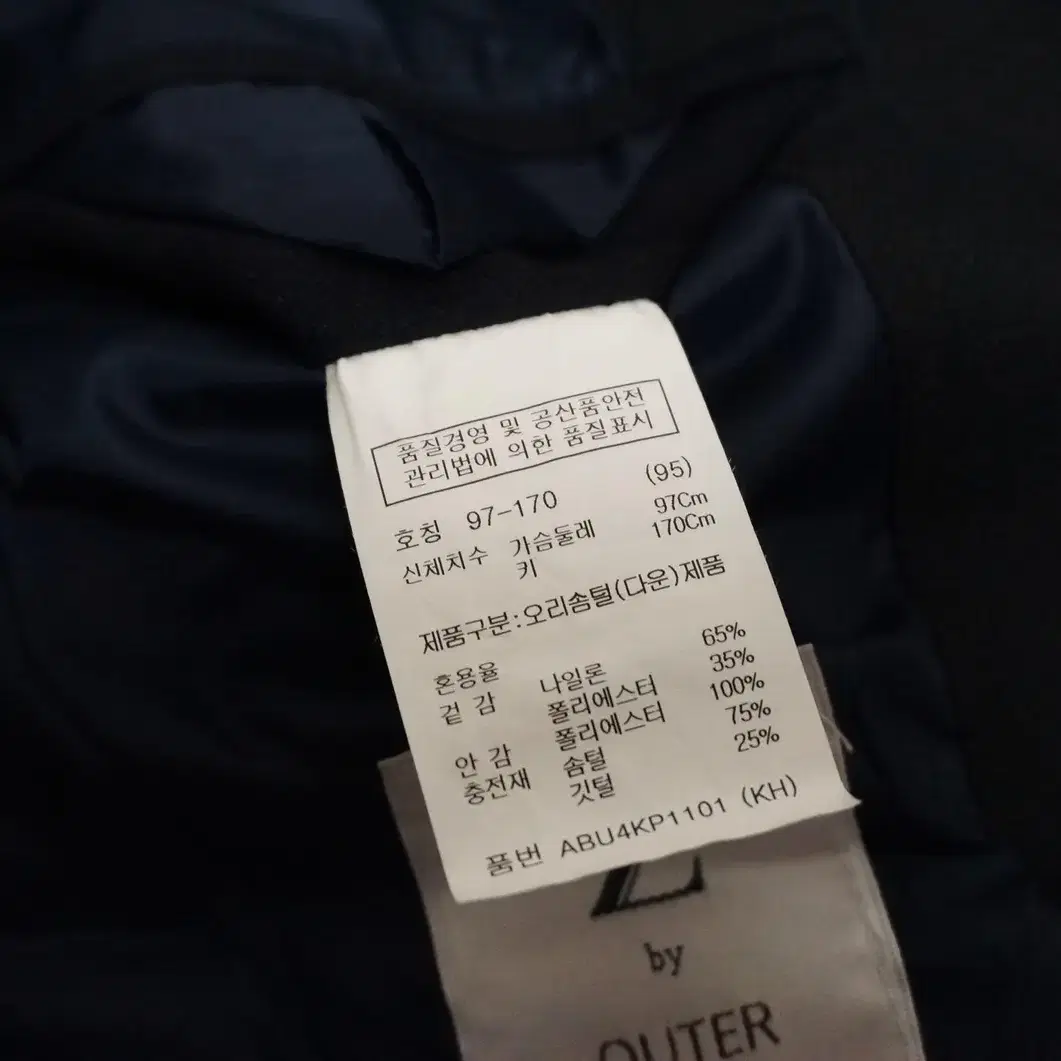 품질경영 및 공산품안전
관리법에 의한 품질표시
호칭 97-170 (95)
신체치수 가슴둘레 97Cm
키 170Cm
제품구분:오리솜털(다운)제품
혼용율
겉 감 나일론 65%
폴리에스터 35%
안 감 폴리에스터 100%
충전재 솜털 75%
깃털 25%
품번 ABU4KP1101 (KH)
Z
by
OUTER